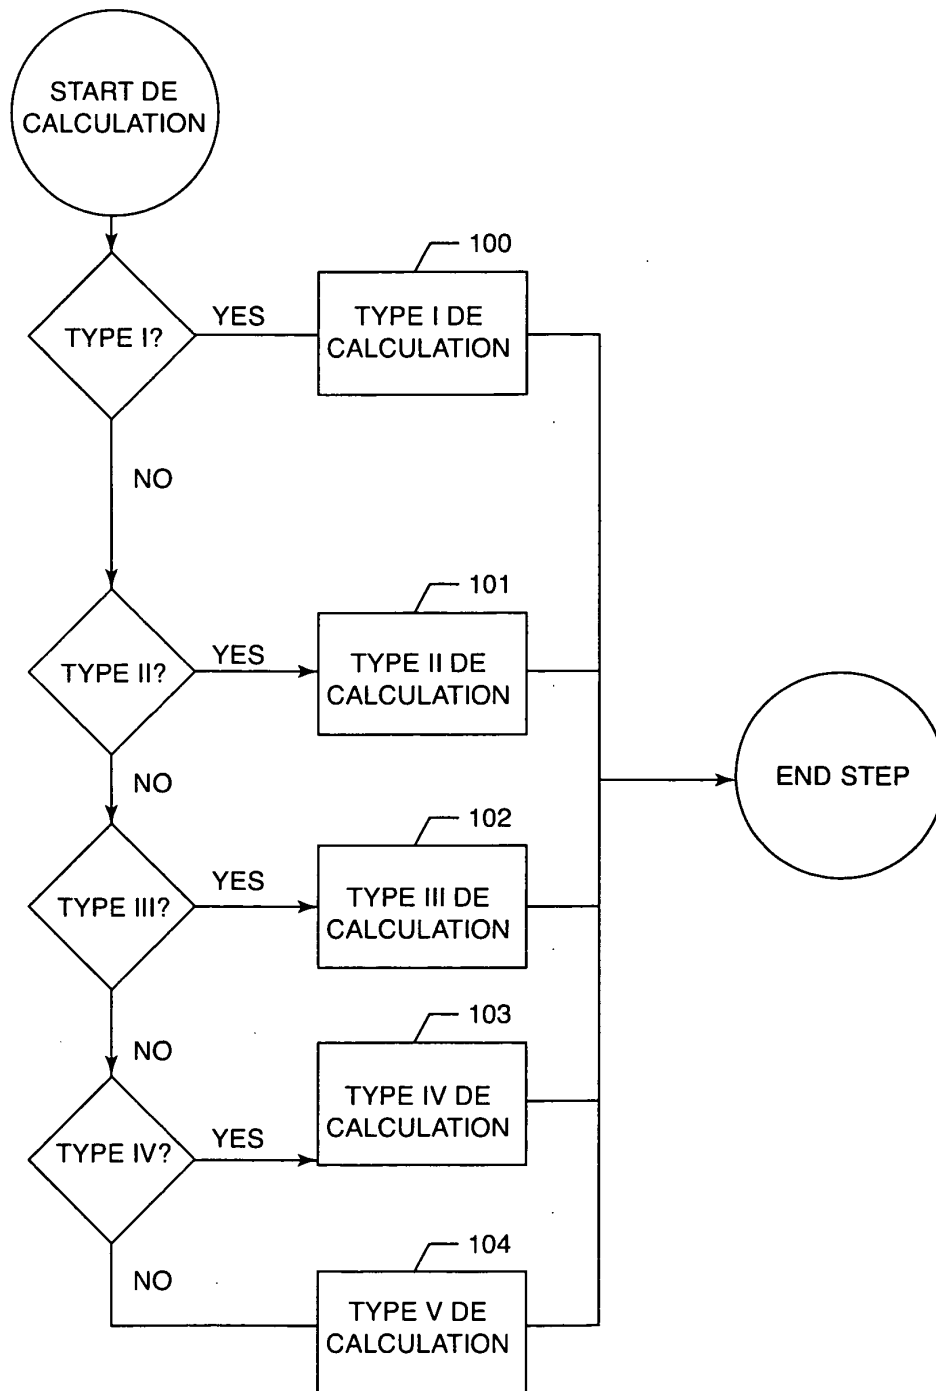 START DE
CALCULATION
100
TYPE I?
YES
TYPE I DE
CALCULATION
NO
101
TYPE II?
YES
TYPE II DE
CALCULATION
END STEP
NO
102
TYPE III?
YES
TYPE III DE
CALCULATION
NO
103
TYPE IV?
YES
TYPE IV DE
CALCULATION
NO
104
TYPE V DE
CALCULATION